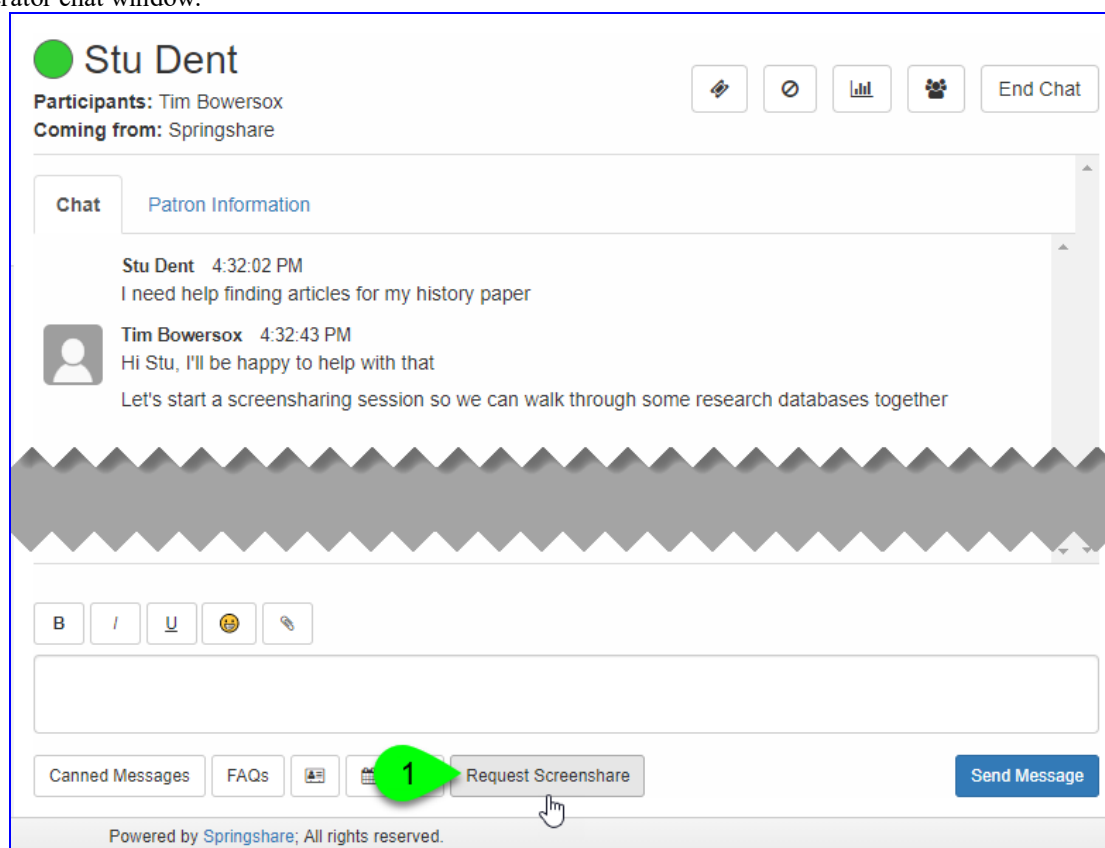 chat window.
Stu Dent
Participants: Tim Bowersox
Coming from: Springshare
End Chat
Chat Patron Information
Stu Dent 4:32:02 PM
I need help finding articles for my history paper
Tim Bowersox 4:32:43 PM
Hi Stu, I'll be happy to help with that
Let's start a screensharing session so we can walk through some research databases together
B I U
Canned Messages FAQs 1 Request Screenshare Send Message
Powered by Springshare; All rights reserved.